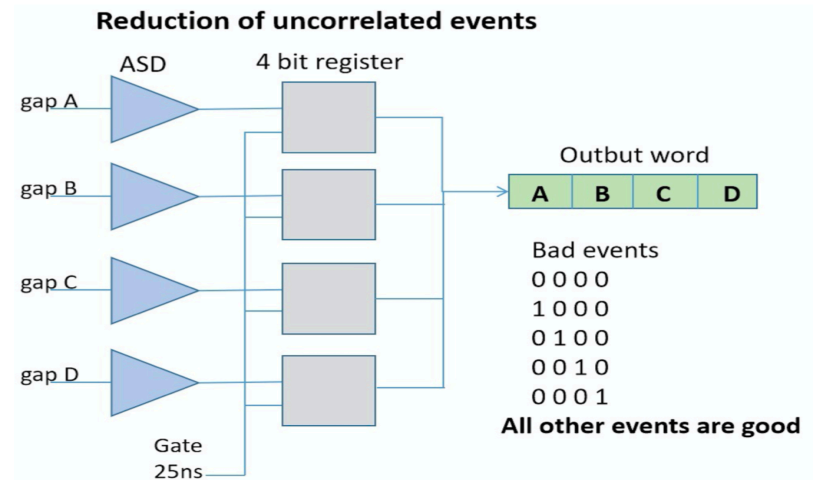 Reduction of uncorrelated events
ASD
4 bit register
gap A
gap B
gap C
gap D
Gate
25ns
Outbut word
A B C D
Bad events
0 0 0 0
1 0 0 0
0 1 0 0
0 0 1 0
0 0 0 1
All other events are good